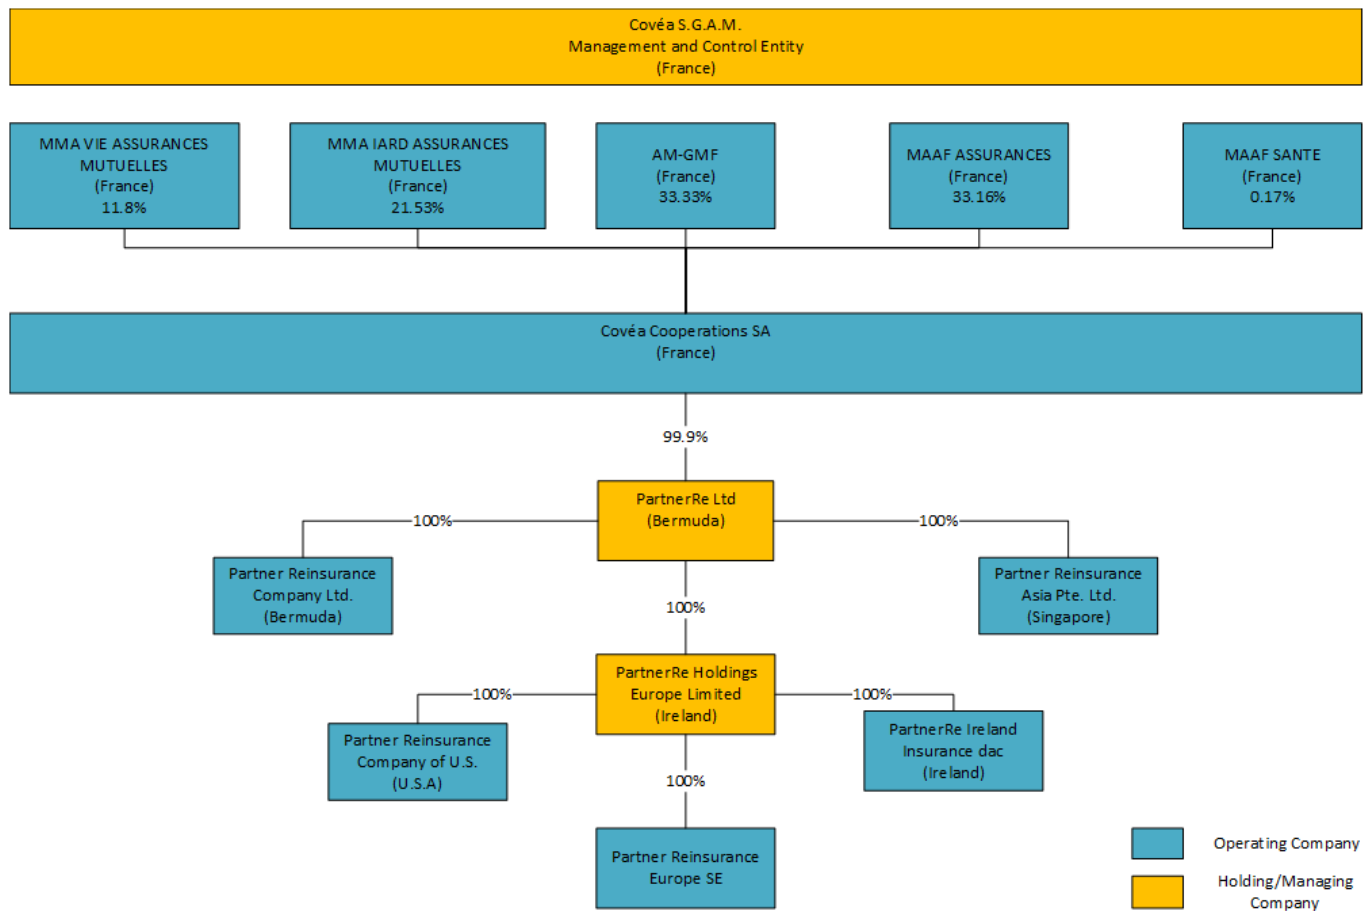 Covéa S.G.A.M.
Management and Control Entity
(France)
MMA VIE ASSURANCES
MUTUELLES
(France)
11.8%
MMA IARD ASSURANCES
MUTUELLES
(France)
21.53%
AM-GMF
(France)
33.33%
MAAF ASSURANCES
(France)
33.16%
MAAF SANTE
(France)
0.17%
Covéa Cooperations SA
(France)
99.9%
PartnerRe Ltd
(Bermuda)
100%
100%
Partner Reinsurance
Company Ltd.
(Bermuda)
Partner Reinsurance
Asia Pte. Ltd.
(Singapore)
100%
PartnerRe Holdings
Europe Limited
(Ireland)
100%
100%
Partner Reinsurance
Company of U.S.
(U.S.A)
PartnerRe Ireland
Insurance dac
(Ireland)
100%
Partner Reinsurance
Europe SE
Operating Company
Holding/Managing
Company